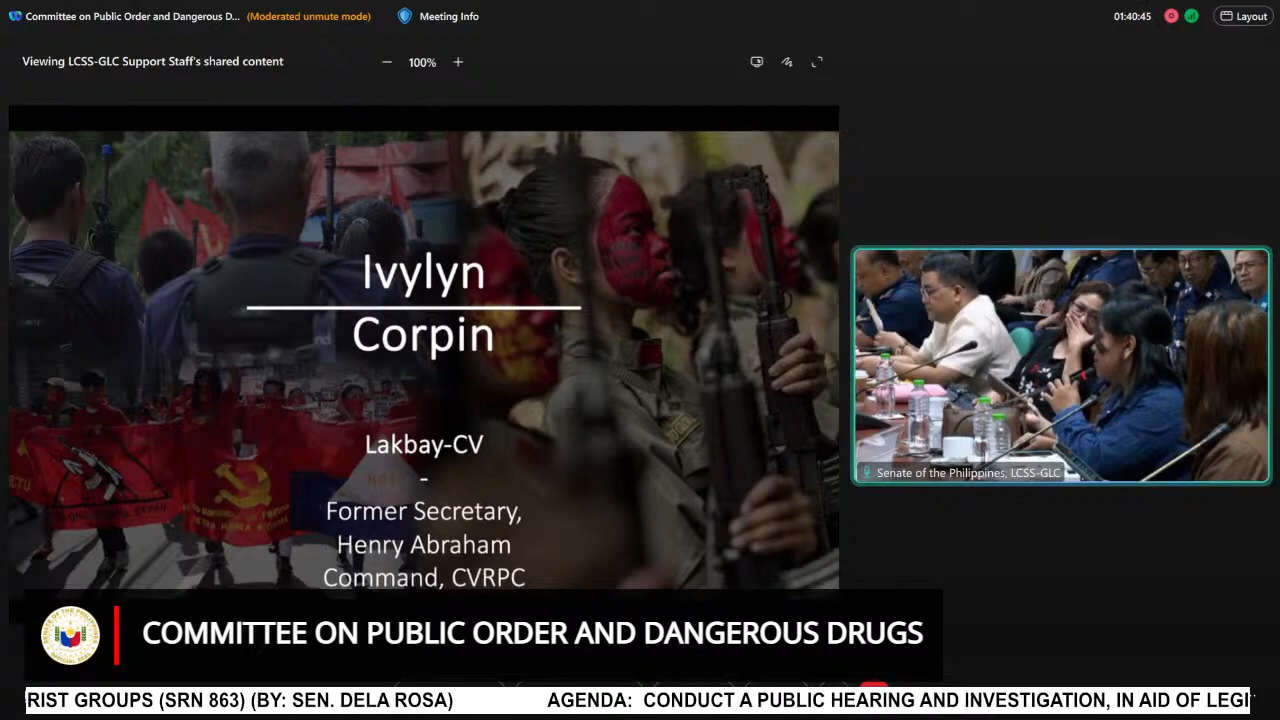 Committee on Public Order and Dangerous D... (Moderated unmute mode) Meeting Info 01:40:45 Layout
Viewing LCSS-GLC Support Staff's shared content 100%
Ivylyn
Corpin
Lakbay-CV
-
Former Secretary,
Henry Abraham
Command, CVRPC
Senate of the Philippines, LCSS-GLC
COMMITTEE ON PUBLIC ORDER AND DANGEROUS DRUGS
RIST GROUPS (SRN 863) (BY: SEN. DELA ROSA) AGENDA: CONDUCT A PUBLIC HEARING AND INVESTIGATION, IN AID OF LEGI